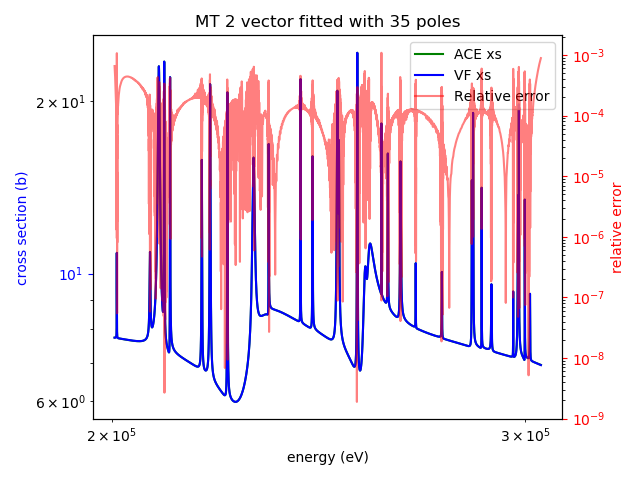 MT 2 vector fitted with 35 poles
ACE xs
VF xs
Relative error
cross section (b)
2 × 10¹
10¹
6 × 10⁰
10⁻³
10⁻⁴
10⁻⁵
10⁻⁶
10⁻⁷
10⁻⁸
10⁻⁹
relative error
2 × 10⁵
3 × 10⁵
energy (eV)